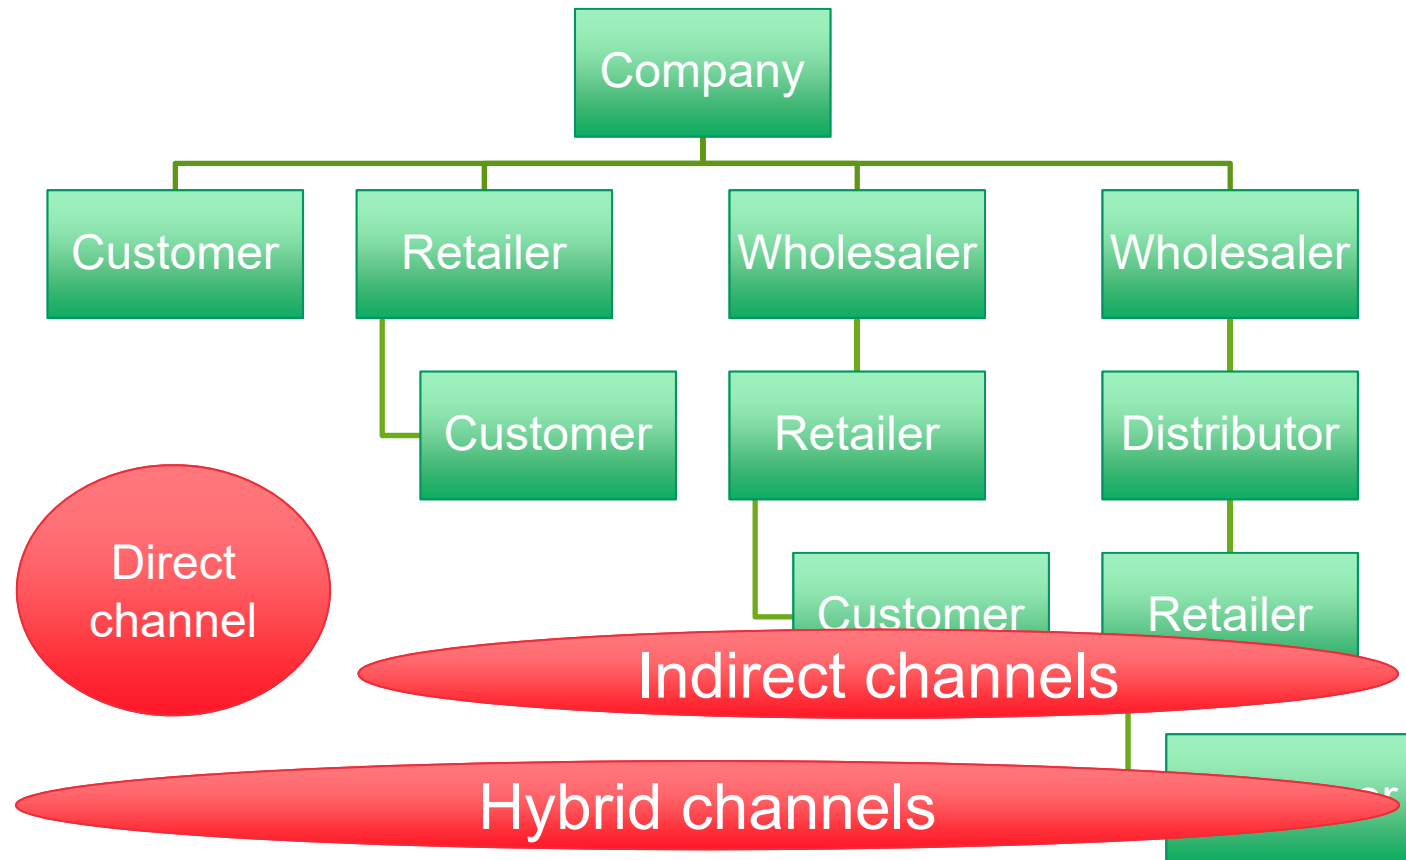 Company
Customer
Retailer
Wholesaler
Wholesaler
Customer
Retailer
Distributor
Direct
channel
Customer
Retailer
Indirect channels
Hybrid channels